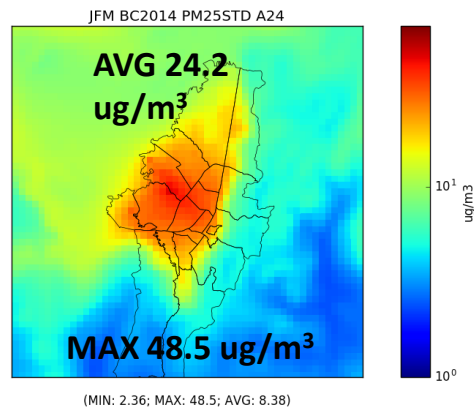 JFM BC2014 PM25STD A24
AVG 24.2
ug/m³
10¹
ug/m3
MAX 48.5 ug/m³
10⁰
(MIN: 2.36; MAX: 48.5; AVG: 8.38)